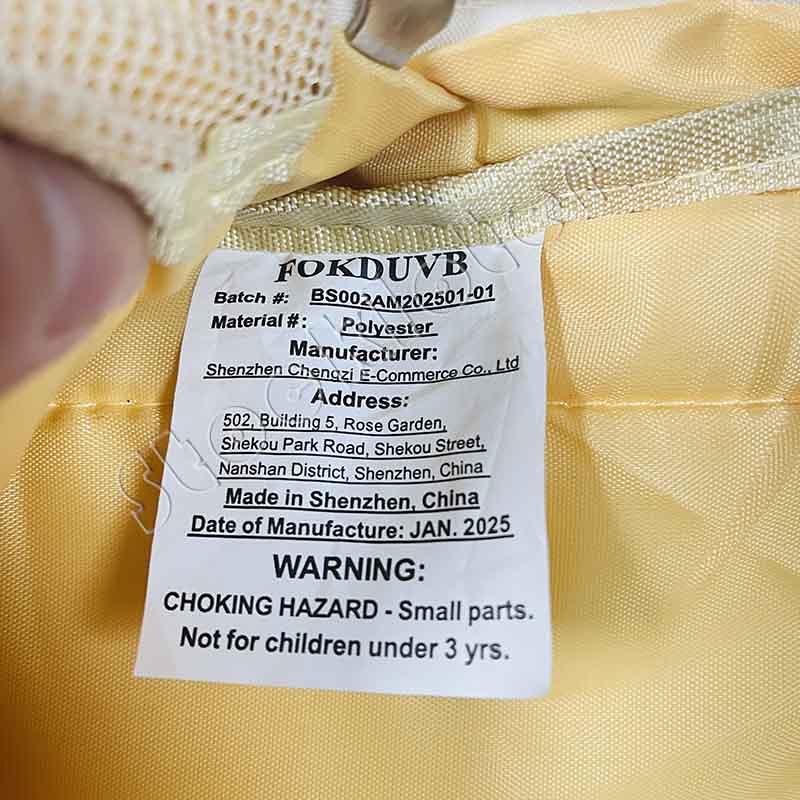 FOKDUVB
Batch #: BS002AM202501-01
Material #: Polyester
Manufacturer:
Shenzhen Chengzi E-Commerce Co., Ltd
Address:
502, Building 5, Rose Garden,
Shekou Park Road, Shekou Street,
Nanshan District, Shenzhen, China
Made in Shenzhen, China
Date of Manufacture: JAN. 2025
WARNING:
CHOKING HAZARD - Small parts.
Not for children under 3 yrs.